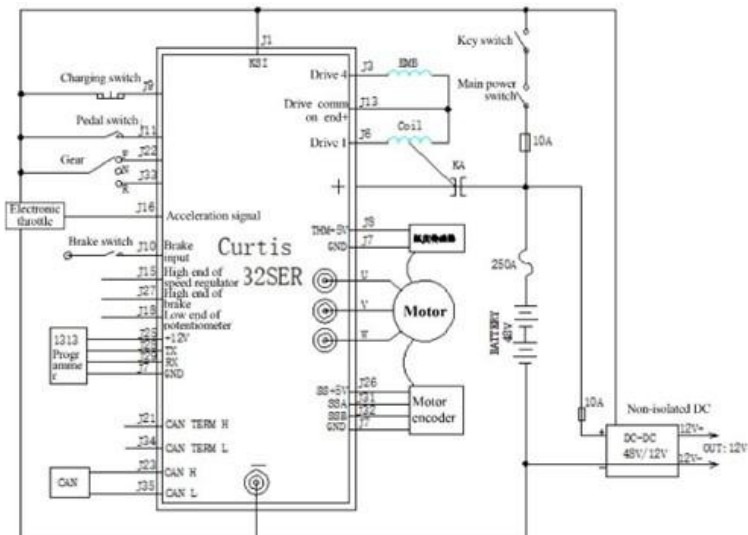 J1
KSI
Charging switch
J9
Pedal switch
J11
Gear
J22
N
J33
R
Electronic
throttle
J16
Acceleration signal
Brake switch
J10
Brake
input
J15
High end of
speed regulator
J27
High end of
brake
J18
Low end of
potentiometer
Curtis
32SER
1313
Progr
amme
r
+12V
TX
RX
J7
GND
J21
CAN TERM H
J34
CAN TERM L
CAN
J23
CAN H
J35
CAN L
Drive 4
J3
EMB
Drive comm
on end+
J13
Drive 1
J6
Coil
+
KA
THM-5V
J8
GND
J7
U
V
W
Motor
SS+5V
J26
SSA
J31
SSB
J32
GND
J7
Motor
encoder
Key switch
Main power
switch
10A
250A
BATTERY
48V
10A
Non-isolated DC
DC-DC
48V/12V
12V+
12V-
OUT:12V